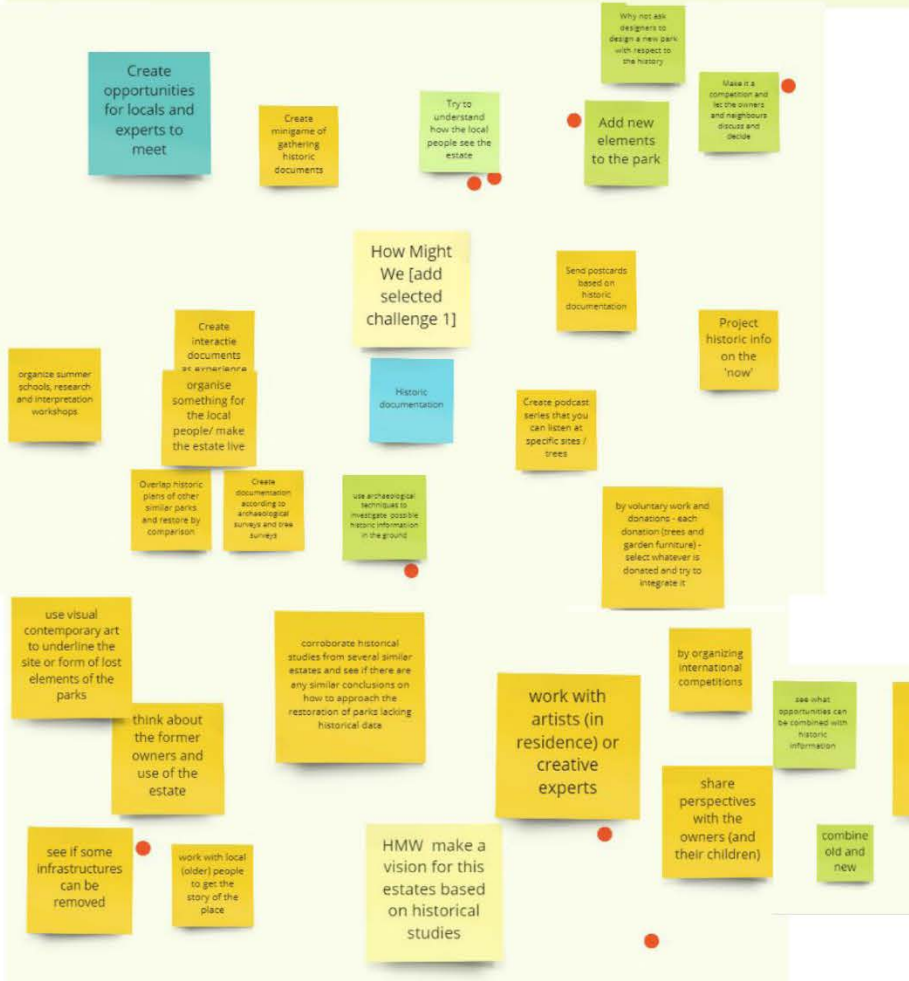 Why not ask
designers to
design a new park
with respect to
the history
Create
opportunities
for locals and
experts to
meet
Create
minigame of
gathering
historic
documents
Try to
understand
how the local
people see the
estate
Add new
elements
to the park
Make it a
competition and
let the owners
and neighbours
discuss and
decide
How Might
We [add
selected
challenge 1]
Send postcards
based on
historic
documentation
Project
historic info
on the
'now'
Create
interactie
documents
as experience
organize summer
schools, research
and interpretation
workshops
organise
something for
the local
people/ make
the estate live
Historic
documentation
Create podcast
series that you
can listen at
specific sites /
trees
Overlap historic
plans of other
similar parks
and restore by
comparison
Create
documentation
according to
archaeological
surveys and tree
surveys
use archaeological
techniques to
investigate possible
historic information
in the ground
by voluntary work and
donations - each
donation (trees and
garden furniture) -
select whatever is
donated and try to
integrate it
use visual
contemporary art
to underline the
site or form of lost
elements of the
parks
corroborate historical
studies from several similar
estates and see if there are
any similar conclusions on
how to approach the
restoration of parks lacking
historical data
by organizing
international
competitions
work with
artists (in
residence) or
creative
experts
see what
opportunities can
be combined with
historic
information
think about
the former
owners and
use of the
estate
share
perspectives
with the
owners (and
their children)
see if some
infrastructures
can be
removed
work with local
(older) people
to get the
story of the
place
HMW make a
vision for this
estates based
on historical
studies
combine
old and
new